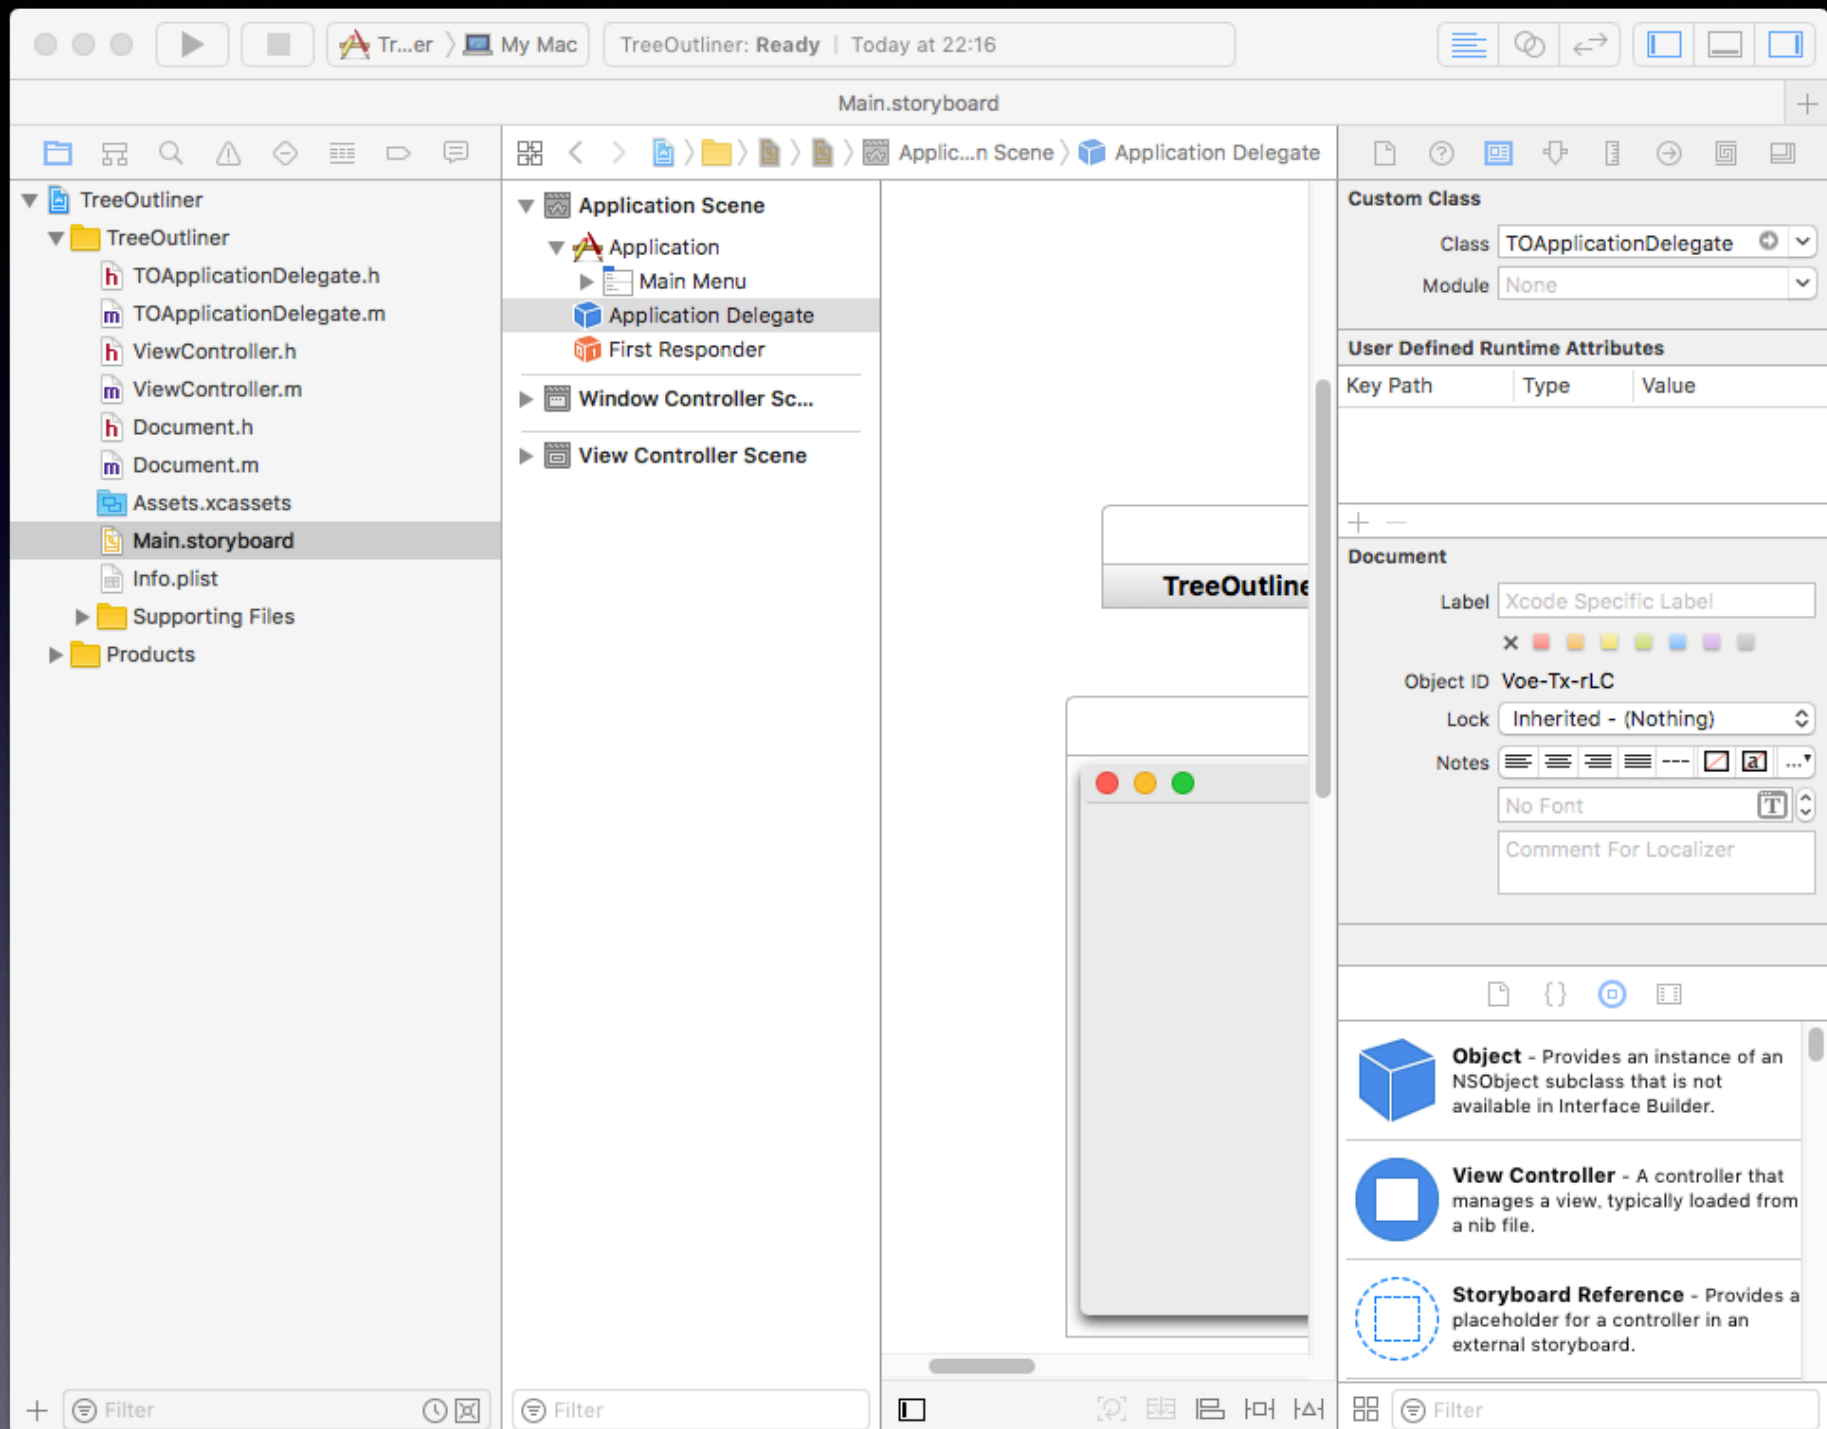 Tr...er 〉 My Mac
TreeOutliner: Ready | Today at 22:16
Main.storyboard
Applic...n Scene 〉 Application Delegate
TreeOutliner
TreeOutliner
TOApplicationDelegate.h
TOApplicationDelegate.m
ViewController.h
ViewController.m
Document.h
Document.m
Assets.xcassets
Main.storyboard
Info.plist
Supporting Files
Products
Filter
Application Scene
Application
Main Menu
Application Delegate
First Responder
Window Controller Sc...
View Controller Scene
Filter
TreeOutline
Custom Class
Class TOApplicationDelegate
Module None
User Defined Runtime Attributes
Key Path Type Value
Document
Label Xcode Specific Label
Object ID Voe-Tx-rLC
Lock Inherited - (Nothing)
Notes
No Font
Comment For Localizer
Object - Provides an instance of an
NSObject subclass that is not
available in Interface Builder.
View Controller - A controller that
manages a view, typically loaded from
a nib file.
Storyboard Reference - Provides a
placeholder for a controller in an
external storyboard.
Filter